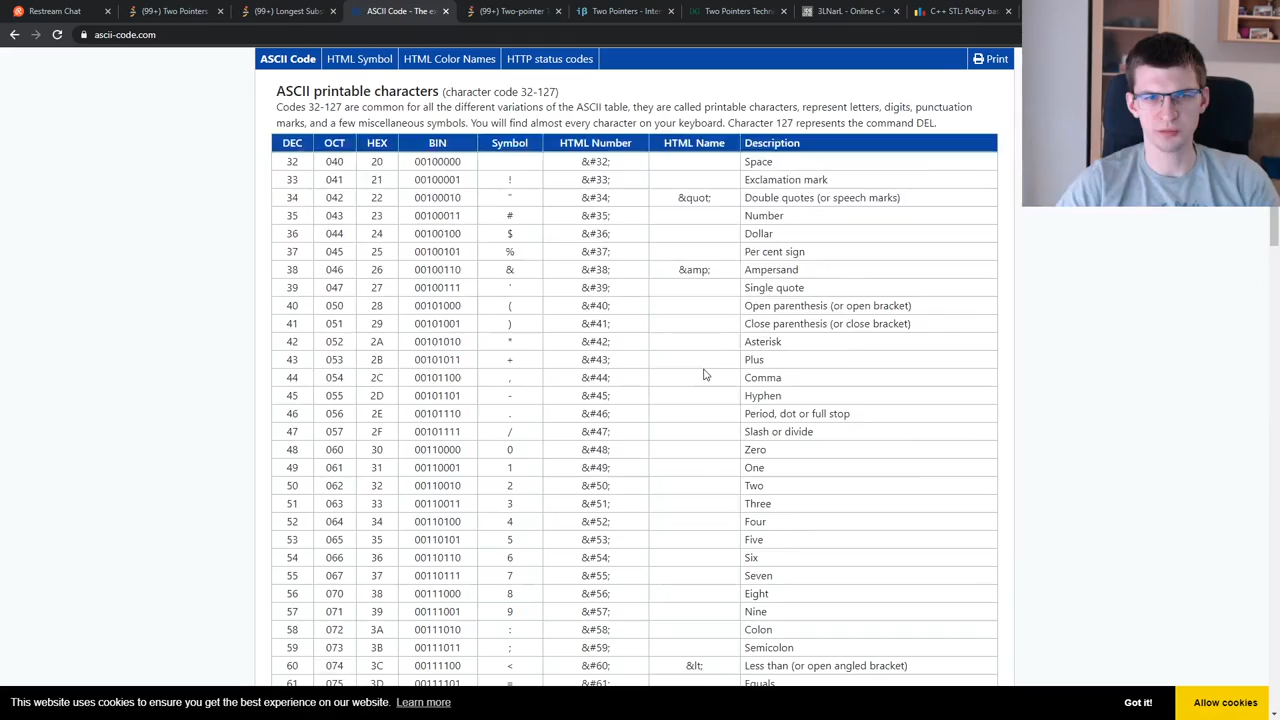 Restream Chat
(99+) Two Pointers
(99+) Longest Subs
ASCII Code - The ex
(99+) Two-pointer T
Two Pointers - Inter
Two Pointers Techn
3LNarL - Online C+
C++ STL: Policy ba
ascii-code.com
ASCII Code HTML Symbol HTML Color Names HTTP status codes Print
ASCII printable characters (character code 32-127)
Codes 32-127 are common for all the different variations of the ASCII table, they are called printable characters, represent letters, digits, punctuation
marks, and a few miscellaneous symbols. You will find almost every character on your keyboard. Character 127 represents the command DEL.
DEC OCT HEX BIN Symbol HTML Number HTML Name Description
32 040 20 00100000 &#32; Space
33 041 21 00100001 ! &#33; Exclamation mark
34 042 22 00100010 " &#34; &quot; Double quotes (or speech marks)
35 043 23 00100011 # &#35; Number
36 044 24 00100100 $ &#36; Dollar
37 045 25 00100101 % &#37; Per cent sign
38 046 26 00100110 & &#38; &amp; Ampersand
39 047 27 00100111 ' &#39; Single quote
40 050 28 00101000 ( &#40; Open parenthesis (or open bracket)
41 051 29 00101001 ) &#41; Close parenthesis (or close bracket)
42 052 2A 00101010 * &#42; Asterisk
43 053 2B 00101011 + &#43; Plus
44 054 2C 00101100 , &#44; Comma
45 055 2D 00101101 - &#45; Hyphen
46 056 2E 00101110 . &#46; Period, dot or full stop
47 057 2F 00101111 / &#47; Slash or divide
48 060 30 00110000 0 &#48; Zero
49 061 31 00110001 1 &#49; One
50 062 32 00110010 2 &#50; Two
51 063 33 00110011 3 &#51; Three
52 064 34 00110100 4 &#52; Four
53 065 35 00110101 5 &#53; Five
54 066 36 00110110 6 &#54; Six
55 067 37 00110111 7 &#55; Seven
56 070 38 00111000 8 &#56; Eight
57 071 39 00111001 9 &#57; Nine
58 072 3A 00111010 : &#58; Colon
59 073 3B 00111011 ; &#59; Semicolon
60 074 3C 00111100 < &#60; &lt; Less than (or open angled bracket)
61 075 3D 00111101 = &#61; Equals
This website uses cookies to ensure you get the best experience on our website. Learn more
Got it!
Allow cookies